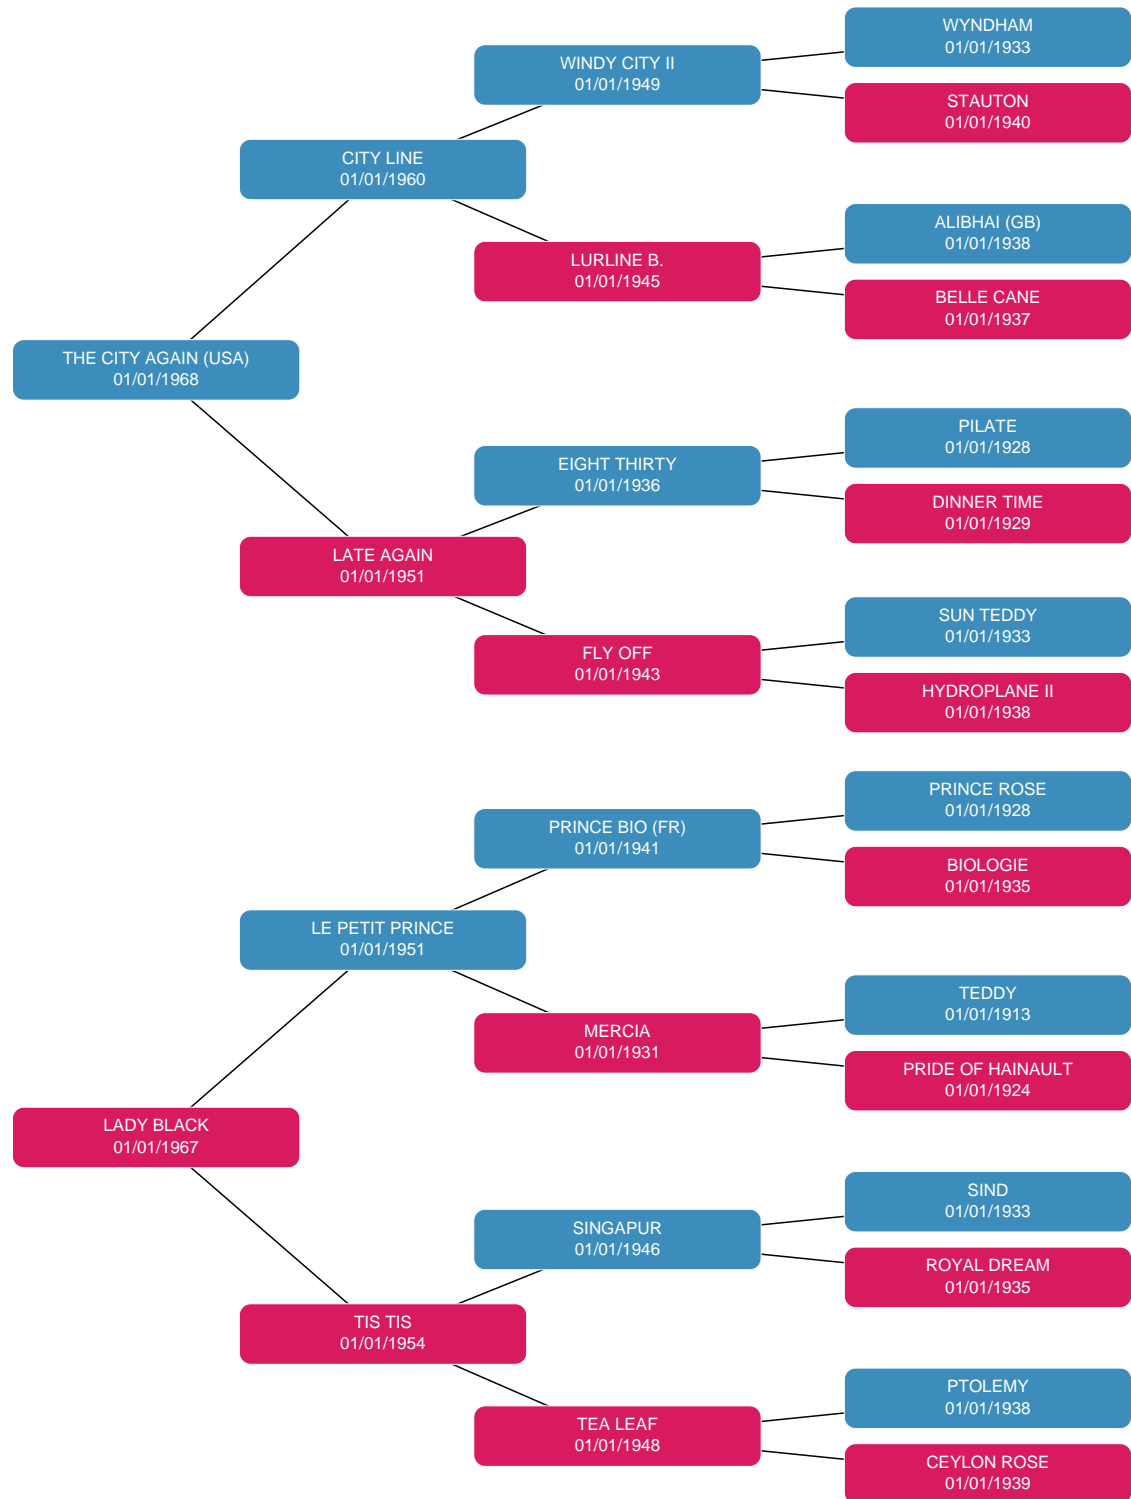 WYNDHAM
01/01/1933
WINDY CITY II
01/01/1949
STAUTON
01/01/1940
CITY LINE
01/01/1960
ALIBHAI (GB)
01/01/1938
LURLINE B.
01/01/1945
BELLE CANE
01/01/1937
THE CITY AGAIN (USA)
01/01/1968
PILATE
01/01/1928
EIGHT THIRTY
01/01/1936
DINNER TIME
01/01/1929
LATE AGAIN
01/01/1951
SUN TEDDY
01/01/1933
FLY OFF
01/01/1943
HYDROPLANE II
01/01/1938
PRINCE ROSE
01/01/1928
PRINCE BIO (FR)
01/01/1941
BIOLOGIE
01/01/1935
LE PETIT PRINCE
01/01/1951
TEDDY
01/01/1913
MERCIA
01/01/1931
PRIDE OF HAINAULT
01/01/1924
LADY BLACK
01/01/1967
SIND
01/01/1933
SINGAPUR
01/01/1946
ROYAL DREAM
01/01/1935
TIS TIS
01/01/1954
PTOLEMY
01/01/1938
TEA LEAF
01/01/1948
CEYLON ROSE
01/01/1939